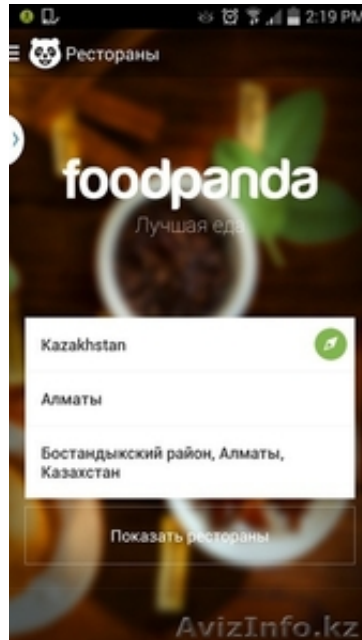 2:19 PM
Рестораны
foodpanda
Лучшая еда
Kazakhstan
Алматы
Бостандыкский район, Алматы,
Казахстан
Показать рестораны
AvizInfo.kz